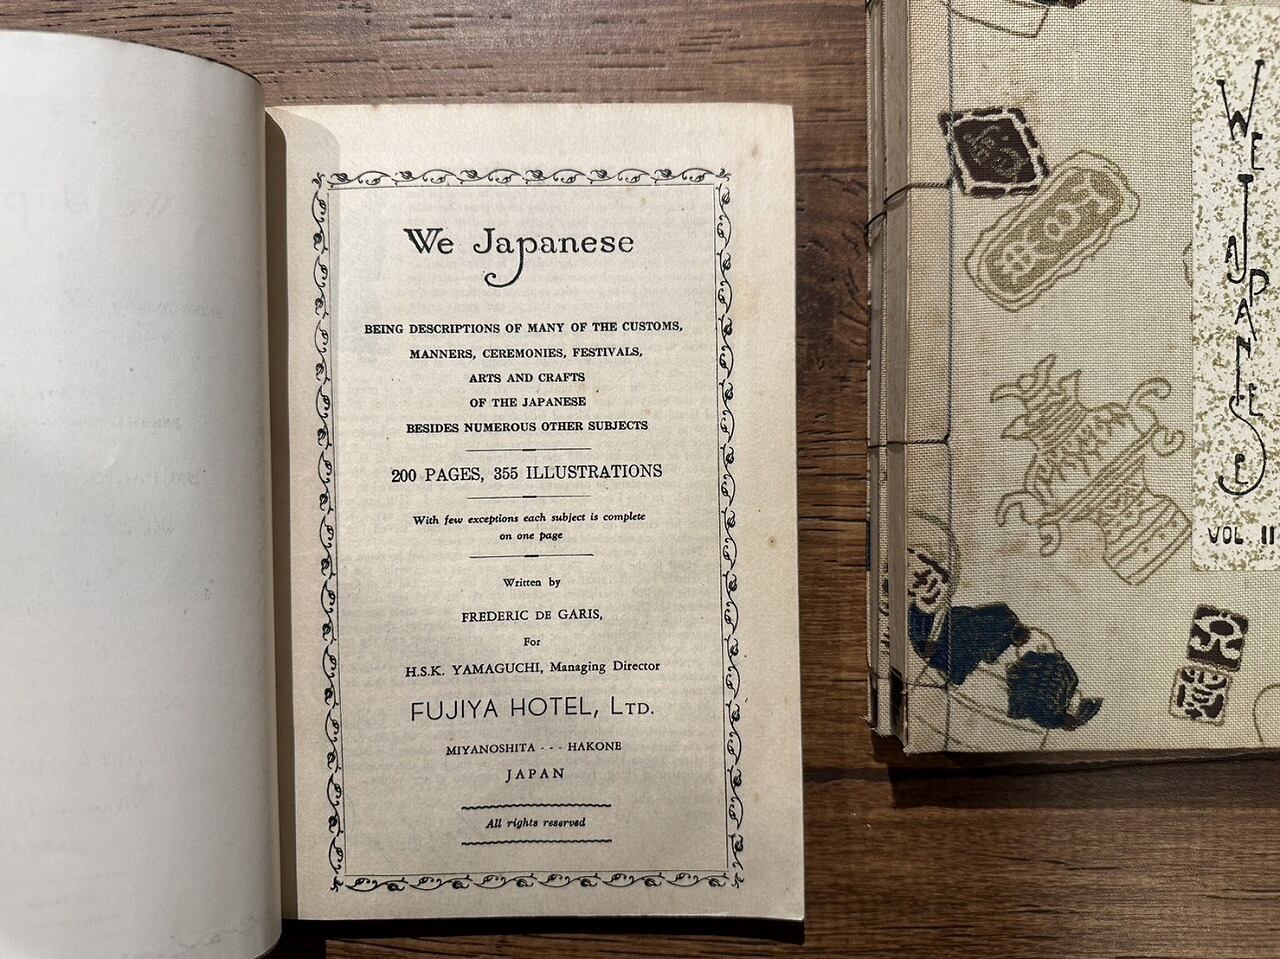 We Japanese
BEING DESCRIPTIONS OF MANY OF THE CUSTOMS,
MANNERS, CEREMONIES, FESTIVALS,
ARTS AND CRAFTS
OF THE JAPANESE
BESIDES NUMEROUS OTHER SUBJECTS
200 PAGES, 355 ILLUSTRATIONS
With few exceptions each subject is complete
on one page
Written by
FREDERIC DE GARIS,
For
H.S.K. YAMAGUCHI, Managing Director
FUJIYA HOTEL, LTD.
MIYANOSHITA - - - HAKONE
JAPAN
All rights reserved
WE JAPANESE
VOL. II